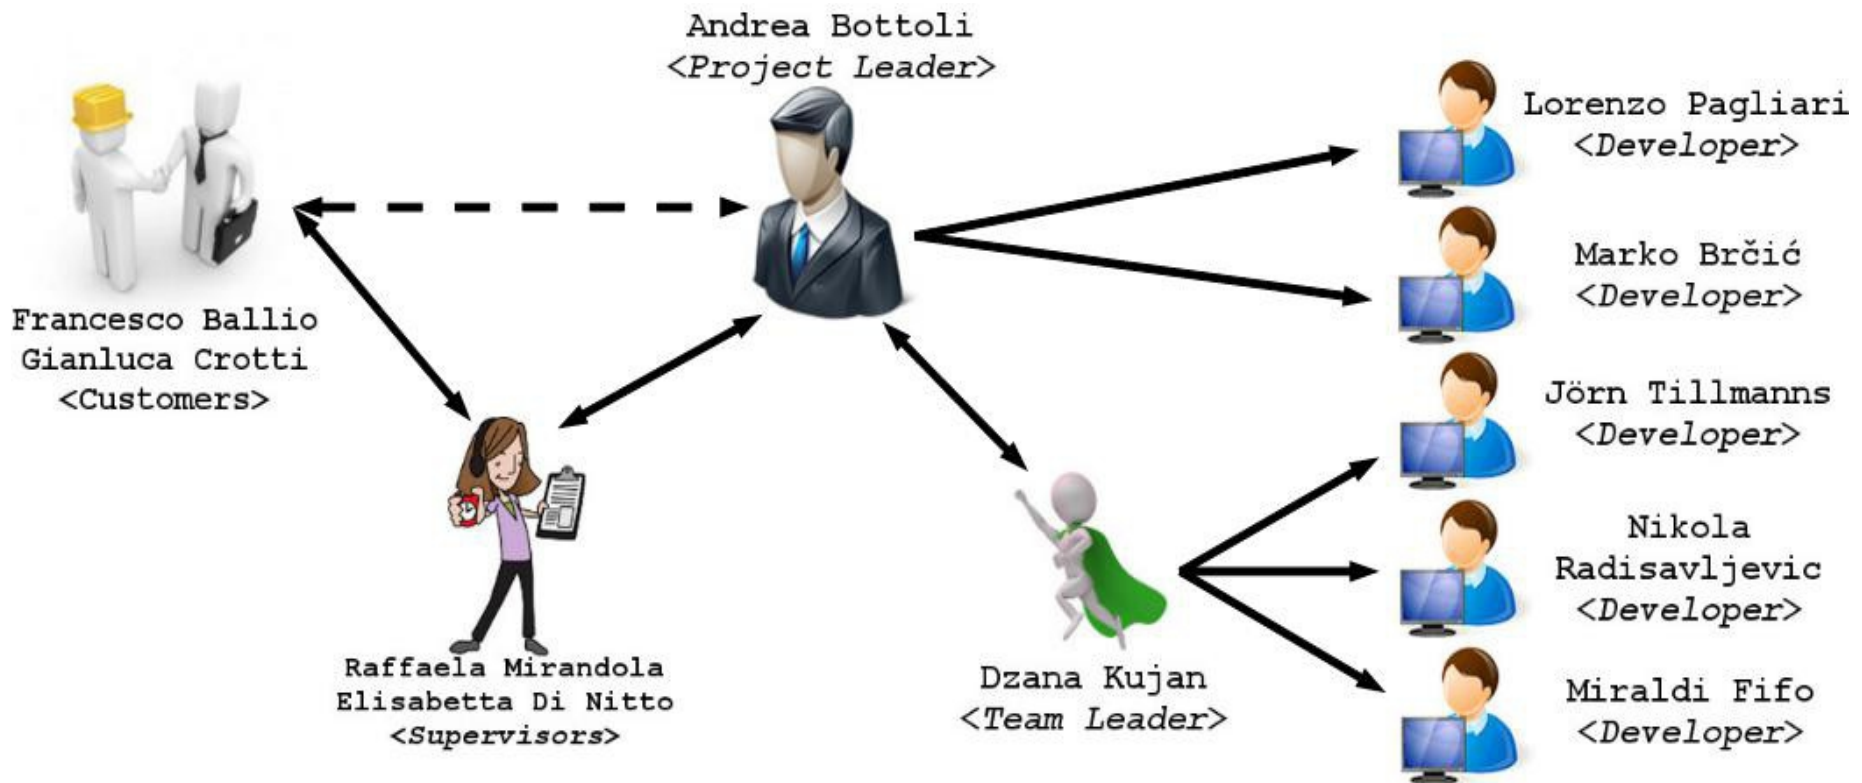 Andrea Bottoli
<Project Leader>
Francesco Ballio
Gianluca Crotti
<Customers>
Raffaela Mirandola
Elisabetta Di Nitto
<Supervisors>
Dzana Kujan
<Team Leader>
Lorenzo Pagliari
<Developer>
Marko Brčić
<Developer>
Jörn Tillmanns
<Developer>
Nikola
Radisavljevic
<Developer>
Miraldi Fifo
<Developer>